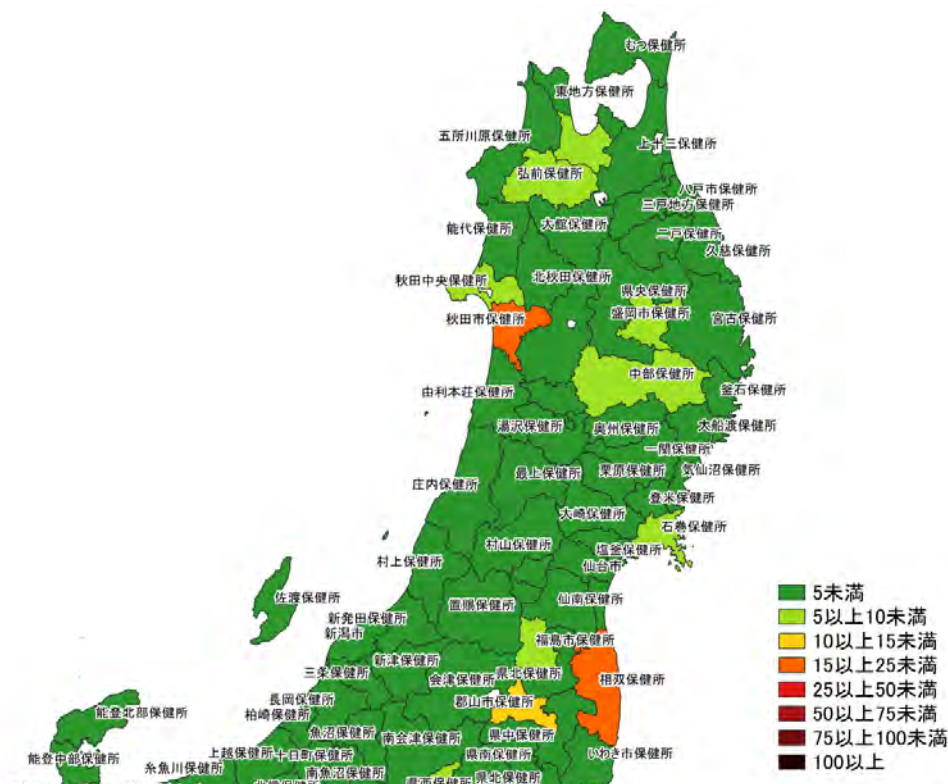 むつ保健所
東地方保健所
五所川原保健所
上十三保健所
弘前保健所
八戸市保健所
三戸地方保健所
能代保健所
大館保健所
二戸保健所
久慈保健所
秋田中央保健所
北秋田保健所
県央保健所
秋田市保健所
盛岡市保健所
宮古保健所
中部保健所
由利本荘保健所
釜石保健所
湯沢保健所
奥州保健所
大船渡保健所
一関保健所
最上保健所
栗原保健所
気仙沼保健所
庄内保健所
登米保健所
大崎保健所
石巻保健所
村山保健所
塩釜保健所
村上保健所
仙台市
佐渡保健所
置賜保健所
仙南保健所
新発田保健所
新潟市
福島市保健所
三条保健所
新津保健所
会津保健所
県北保健所
相双保健所
長岡保健所
郡山市保健所
能登北部保健所
柏崎保健所
魚沼保健所
南会津保健所
県中保健所
能登中部保健所
上越保健所
十日町保健所
県南保健所
いわき市保健所
糸魚川保健所
南魚沼保健所
県西保健所
県北保健所
5未満
5以上10未満
10以上15未満
15以上25未満
25以上50未満
50以上75未満
75以上100未満
100以上